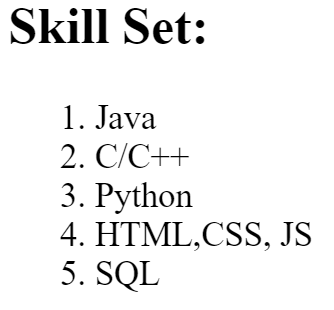 Skill Set:
1. Java
2. C/C++
3. Python
4. HTML,CSS, JS
5. SQL